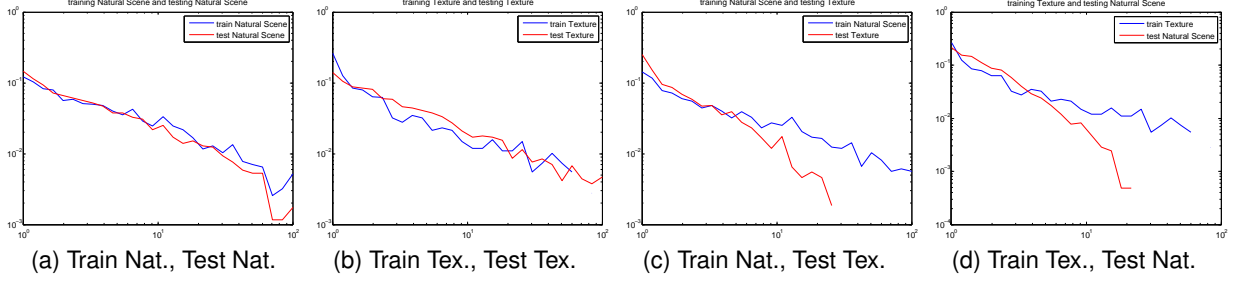 training Natural Scene and testing Natural Scene
training Texture and testing Texture
training Natural Scene and testing Texture
training Texture and testing Naturral Scene
train Natural Scene
test Natural Scene
train Texture
test Texture
train Natural Scene
test Texture
train Texture
test Natural Scene
10^0 10^-1 10^-2 10^-3
10^0 10^-1 10^-2 10^-3
10^0 10^-1 10^-2 10^-3
10^0 10^-1 10^-2 10^-3 10^-4
10^0 10^1 10^2
10^0 10^1 10^2
10^0 10^1 10^2
10^0 10^1 10^2
(a) Train Nat., Test Nat.
(b) Train Tex., Test Tex.
(c) Train Nat., Test Tex.
(d) Train Tex., Test Nat.